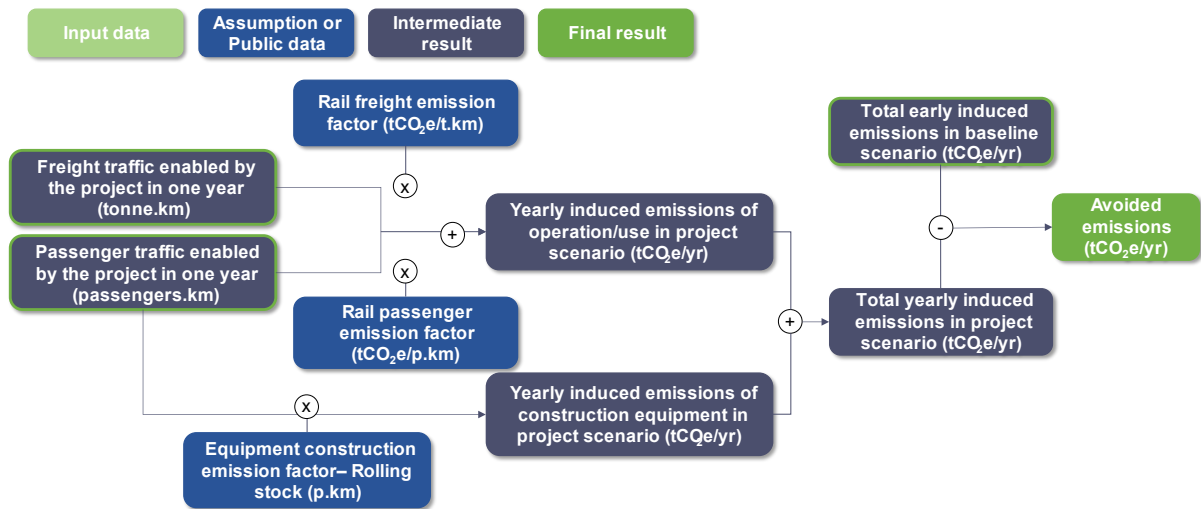 Input data
Assumption or
Public data
Intermediate
result
Final result
Rail freight emission
factor (tCO2e/t.km)
Total early induced
emissions in baseline
scenario (tCO2e/yr)
Freight traffic enabled by
the project in one year
(tonne.km)
x
Yearly induced emissions of
operation/use in project
scenario (tCO2e/yr)
Avoided
emissions
(tCO2e/yr)
+
-
Passenger traffic enabled
by the project in one year
(passengers.km)
x
Rail passenger
emission factor
(tCO2e/p.km)
+
Total yearly induced
emissions in project
scenario (tCO2e/yr)
x
Yearly induced emissions of
construction equipment in
project scenario (tCO2e/yr)
Equipment construction
emission factor– Rolling
stock (p.km)